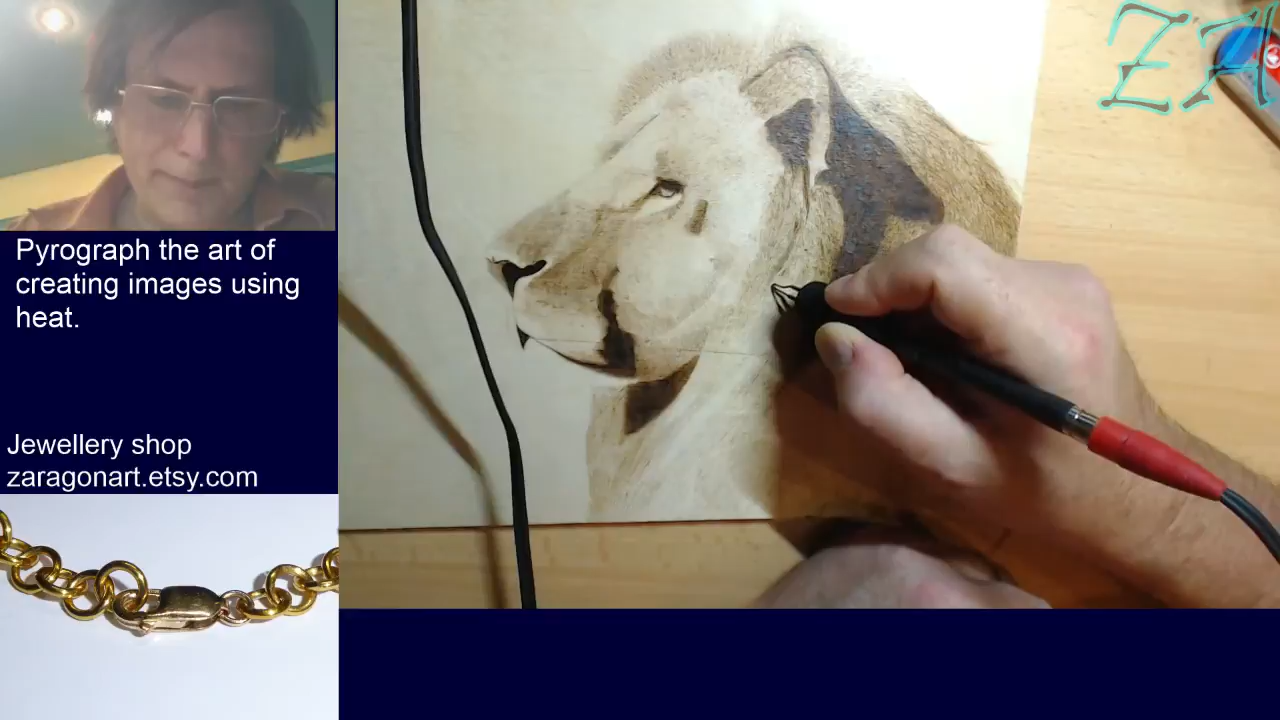 ZA
Pyrograph the art of
creating images using
heat.
Jewellery shop
zaragonart.etsy.com